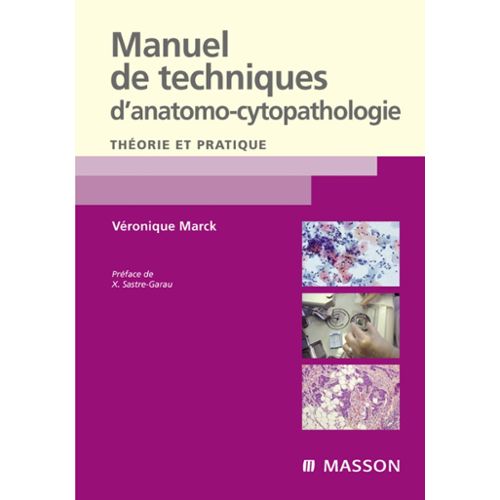 Manuel
de techniques
d'anatomo-cytopathologie
THÉORIE ET PRATIQUE
Véronique Marck
Préface de
X. Sastre-Garau
MASSON